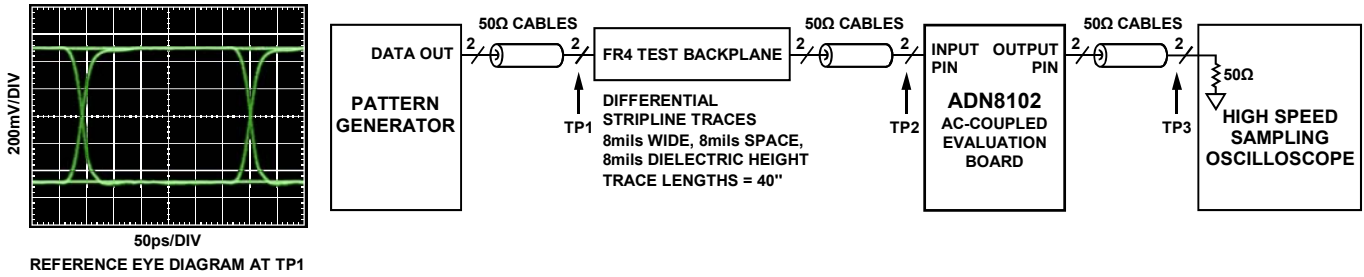 200mV/DIV
50ps/DIV
REFERENCE EYE DIAGRAM AT TP1
DATA OUT
PATTERN
GENERATOR
50Ω CABLES
2
2
TP1
FR4 TEST BACKPLANE
DIFFERENTIAL
STRIPLINE TRACES
8mils WIDE, 8mils SPACE,
8mils DIELECTRIC HEIGHT
TRACE LENGTHS = 40"
50Ω CABLES
2
2
TP2
INPUT
PIN
OUTPUT
PIN
ADN8102
AC-COUPLED
EVALUATION
BOARD
50Ω CABLES
2
2
TP3
50Ω
HIGH SPEED
SAMPLING
OSCILLOSCOPE